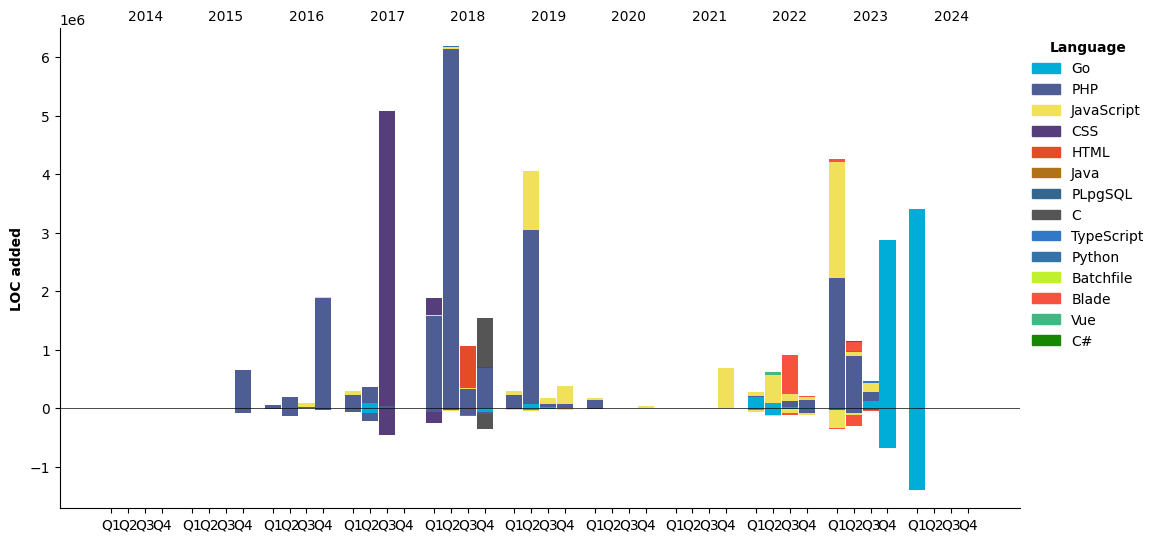 1e6
2014 2015 2016 2017 2018 2019 2020 2021 2022 2023 2024
LOC added
6
5
4
3
2
1
0
−1
Q1Q2Q3Q4 Q1Q2Q3Q4 Q1Q2Q3Q4 Q1Q2Q3Q4 Q1Q2Q3Q4 Q1Q2Q3Q4 Q1Q2Q3Q4 Q1Q2Q3Q4 Q1Q2Q3Q4 Q1Q2Q3Q4 Q1Q2Q3Q4
Language
Go
PHP
JavaScript
CSS
HTML
Java
PLpgSQL
C
TypeScript
Python
Batchfile
Blade
Vue
C#